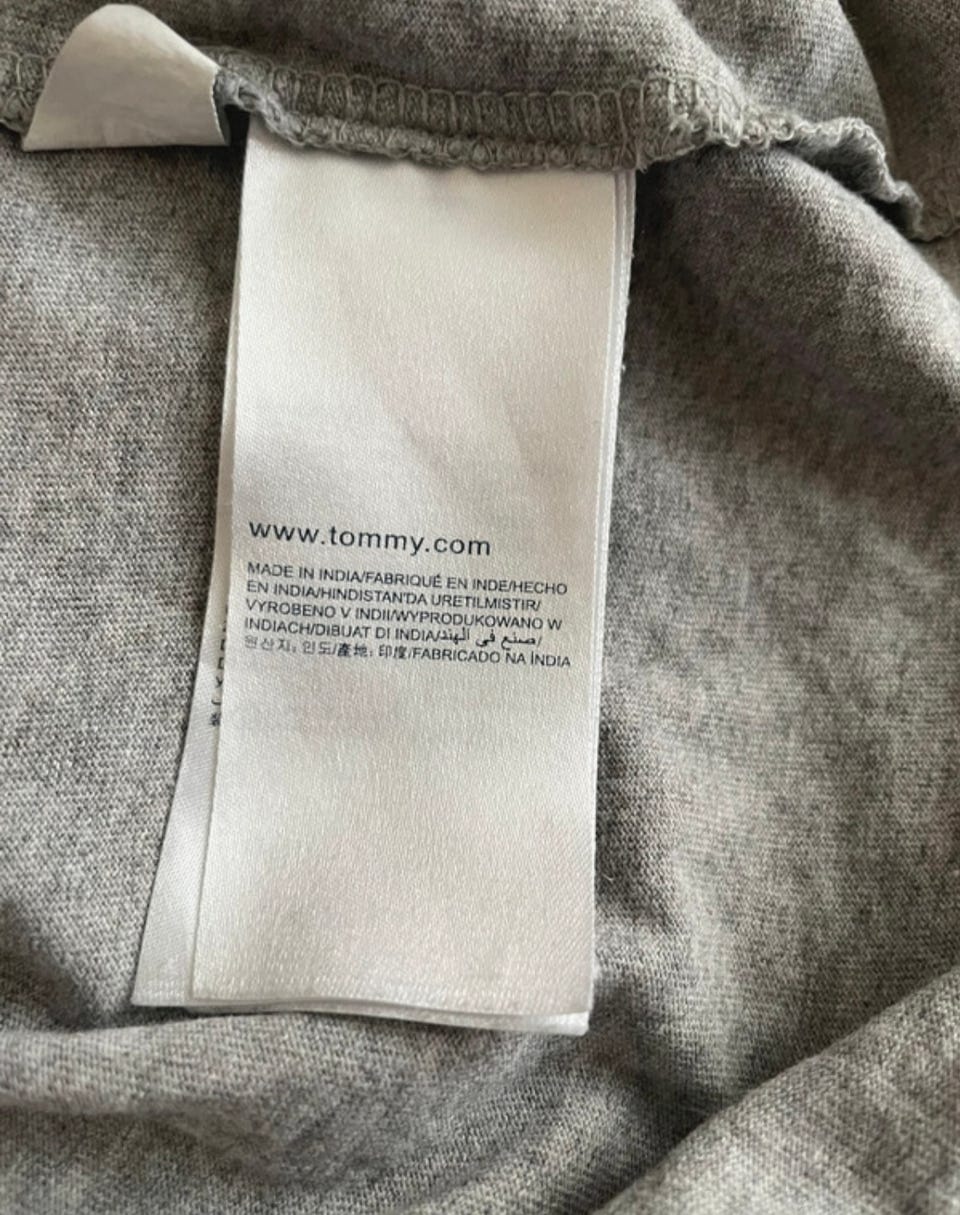 www.tommy.com
MADE IN INDIA/FABRIQUÉ EN INDE/HECHO
EN INDIA/HINDISTAN'DA URETILMISTIR/
VYROBENO V INDII/WYPRODUKOWANO W
INDIACH/DIBUAT DI INDIA/صنع في الهند/
원산지: 인도/產地: 印度/FABRICADO NA ÍNDIA